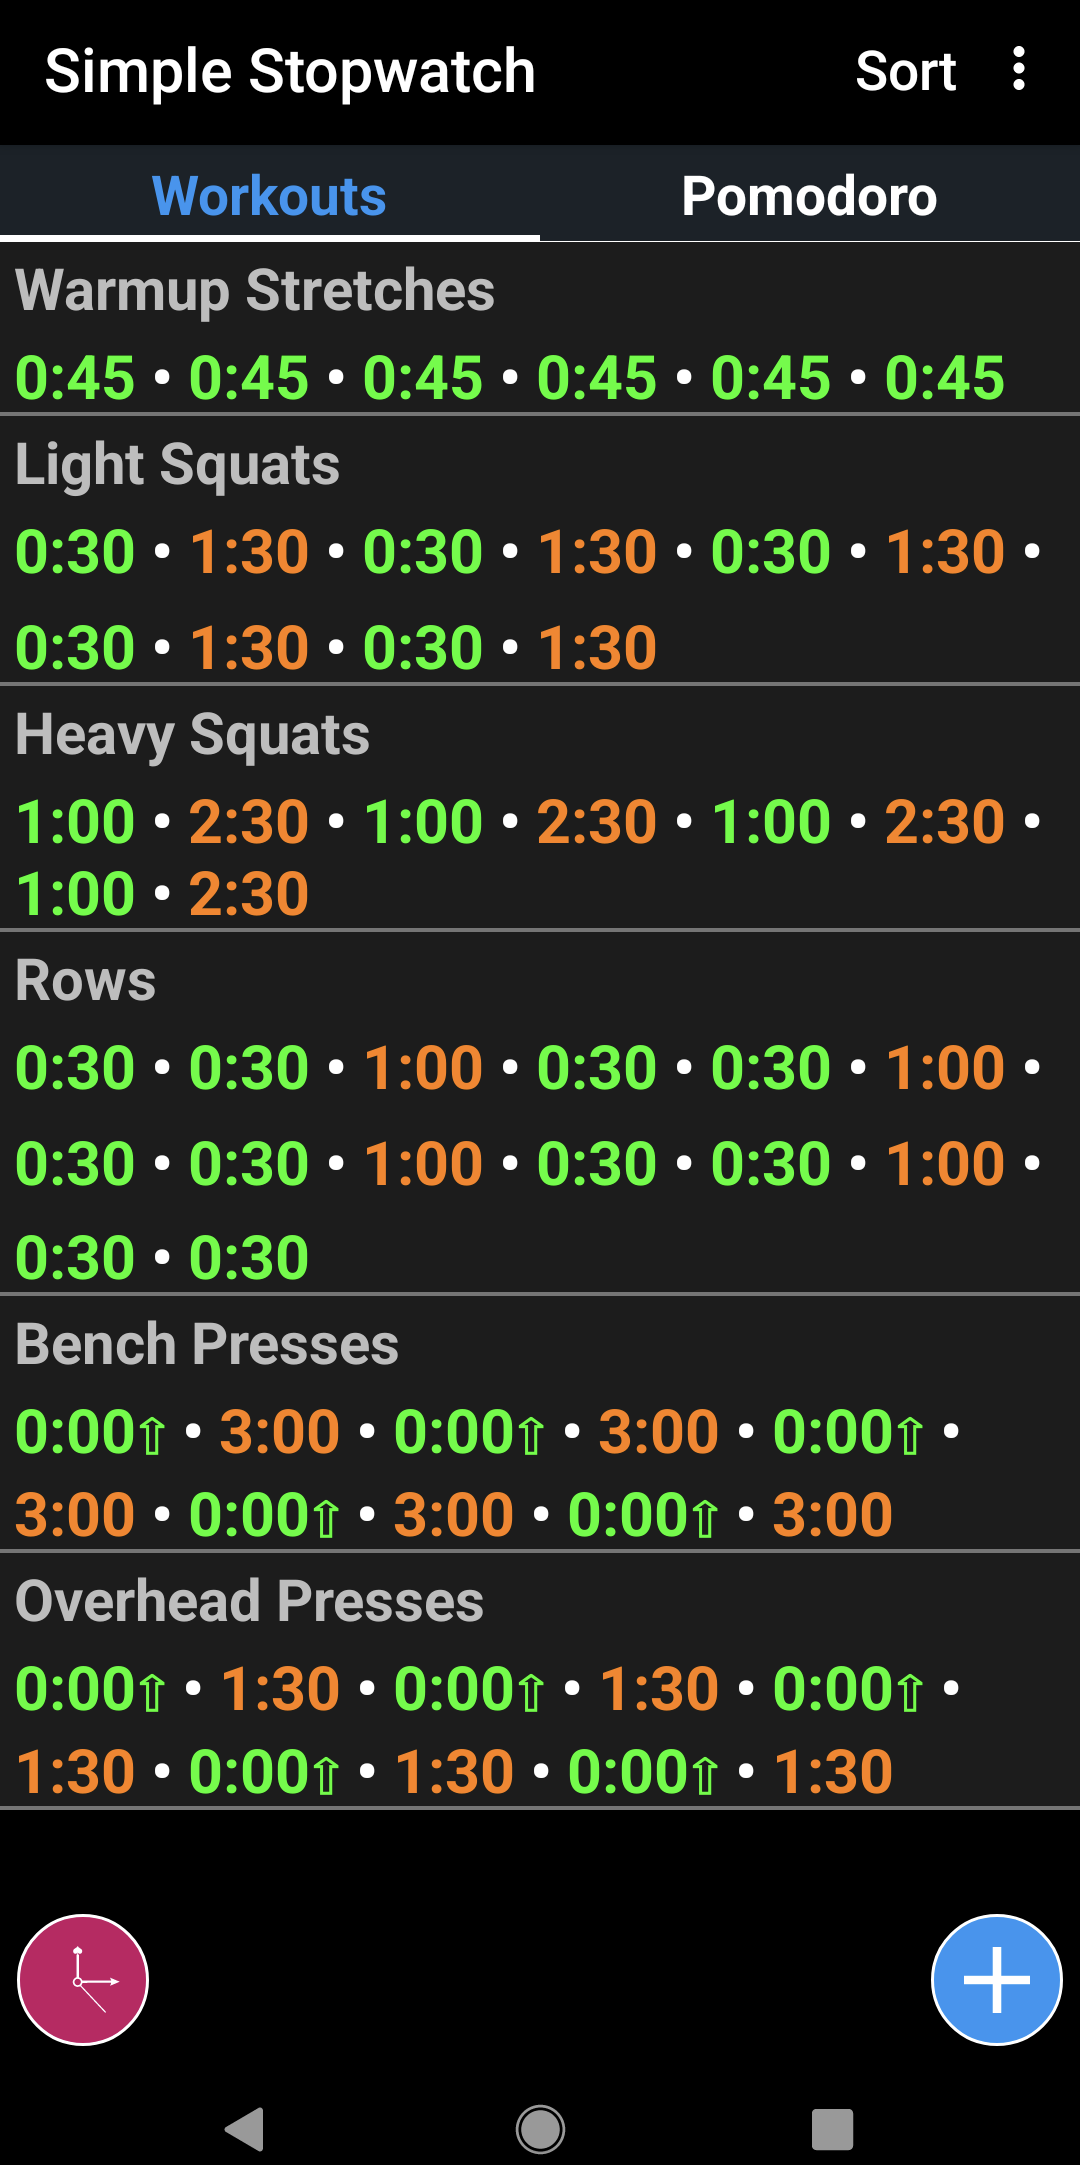 Simple Stopwatch Sort
Workouts Pomodoro
Warmup Stretches
0:45 • 0:45 • 0:45 • 0:45 • 0:45 • 0:45
Light Squats
0:30 • 1:30 • 0:30 • 1:30 • 0:30 • 1:30 •
0:30 • 1:30 • 0:30 • 1:30
Heavy Squats
1:00 • 2:30 • 1:00 • 2:30 • 1:00 • 2:30 •
1:00 • 2:30
Rows
0:30 • 0:30 • 1:00 • 0:30 • 0:30 • 1:00 •
0:30 • 0:30 • 1:00 • 0:30 • 0:30 • 1:00 •
0:30 • 0:30
Bench Presses
0:00⇧ • 3:00 • 0:00⇧ • 3:00 • 0:00⇧ •
3:00 • 0:00⇧ • 3:00 • 0:00⇧ • 3:00
Overhead Presses
0:00⇧ • 1:30 • 0:00⇧ • 1:30 • 0:00⇧ •
1:30 • 0:00⇧ • 1:30 • 0:00⇧ • 1:30